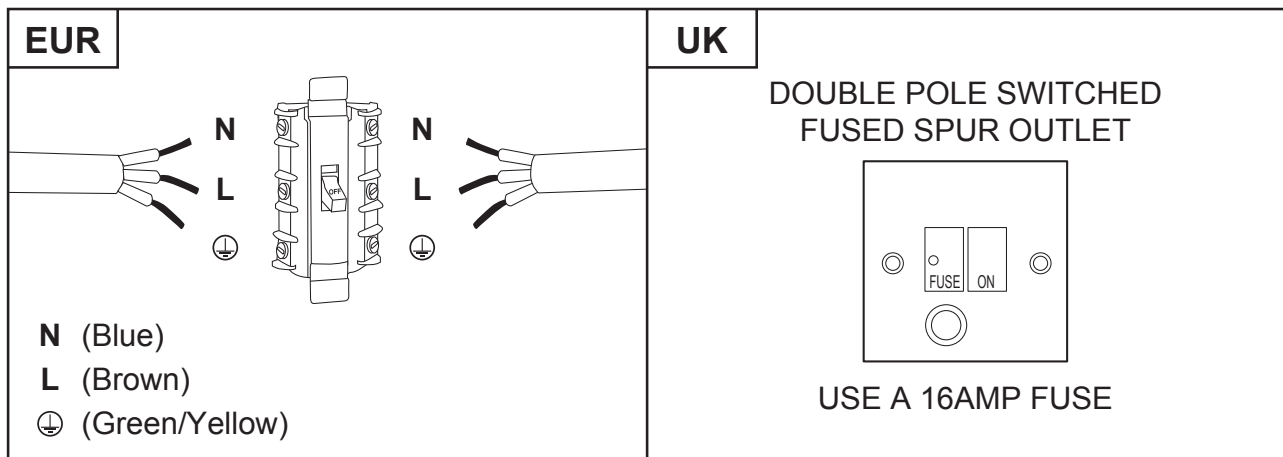 EUR
N
L
N
L
OFF
N (Blue)
L (Brown)
(Green/Yellow)
UK
DOUBLE POLE SWITCHED
FUSED SPUR OUTLET
FUSE
ON
USE A 16AMP FUSE